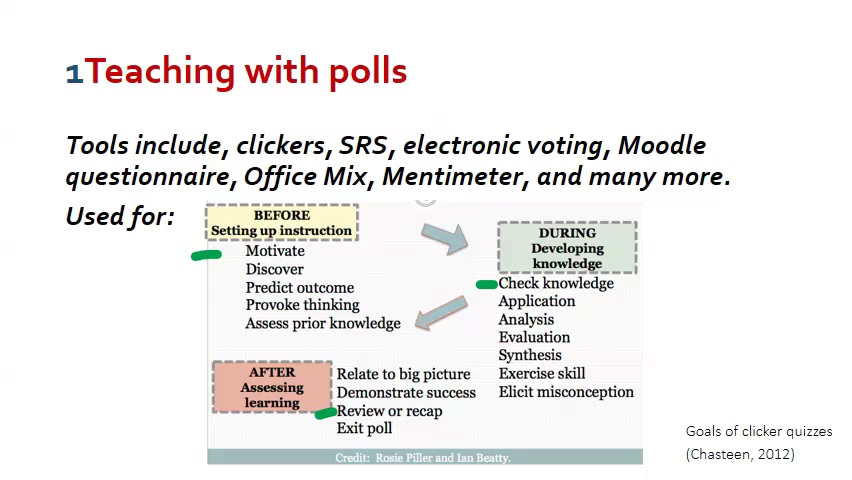 1Teaching with polls
Tools include, clickers, SRS, electronic voting, Moodle
questionnaire, Office Mix, Mentimeter, and many more.
Used for:
BEFORE
Setting up instruction
Motivate
Discover
Predict outcome
Provoke thinking
Assess prior knowledge
DURING
Developing
knowledge
Check knowledge
Application
Analysis
Evaluation
Synthesis
Exercise skill
Elicit misconception
AFTER
Assessing
learning
Relate to big picture
Demonstrate success
Review or recap
Exit poll
Credit: Rosie Piller and Ian Beatty.
Goals of clicker quizzes
(Chasteen, 2012)